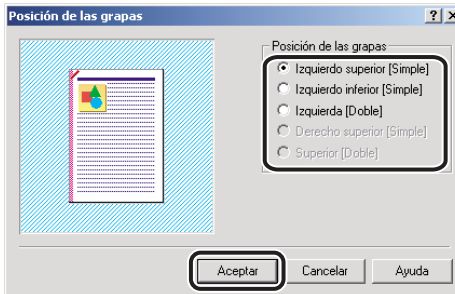 Posición de las grapas
Posición de las grapas
Izquierdo superior [Simple]
Izquierdo inferior [Simple]
Izquierda [Doble]
Derecho superior [Simple]
Superior [Doble]
Aceptar Cancelar Ayuda